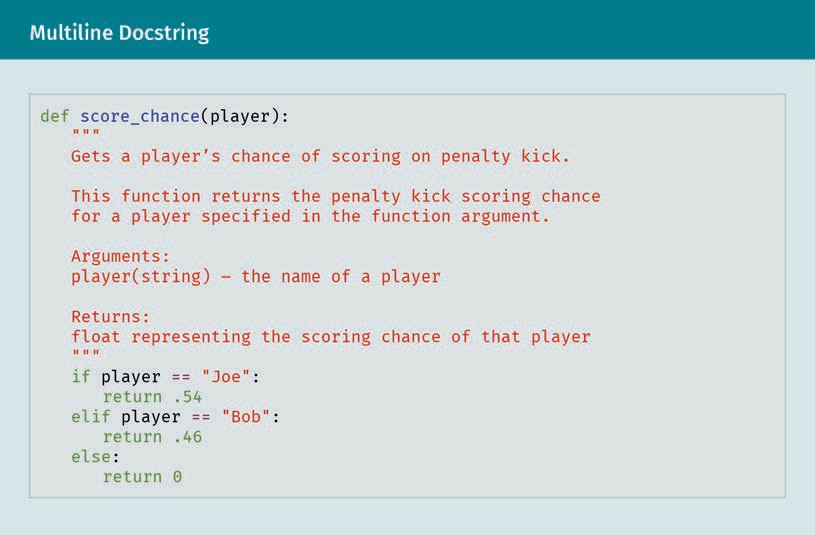 Multiline Docstring
def score_chance(player):
"""
Gets a player’s chance of scoring on penalty kick.
This function returns the penalty kick scoring chance
for a player specified in the function argument.
Arguments:
player(string) – the name of a player
Returns:
float representing the scoring chance of that player
"""
if player == "Joe":
return .54
elif player == "Bob":
return .46
else:
return 0